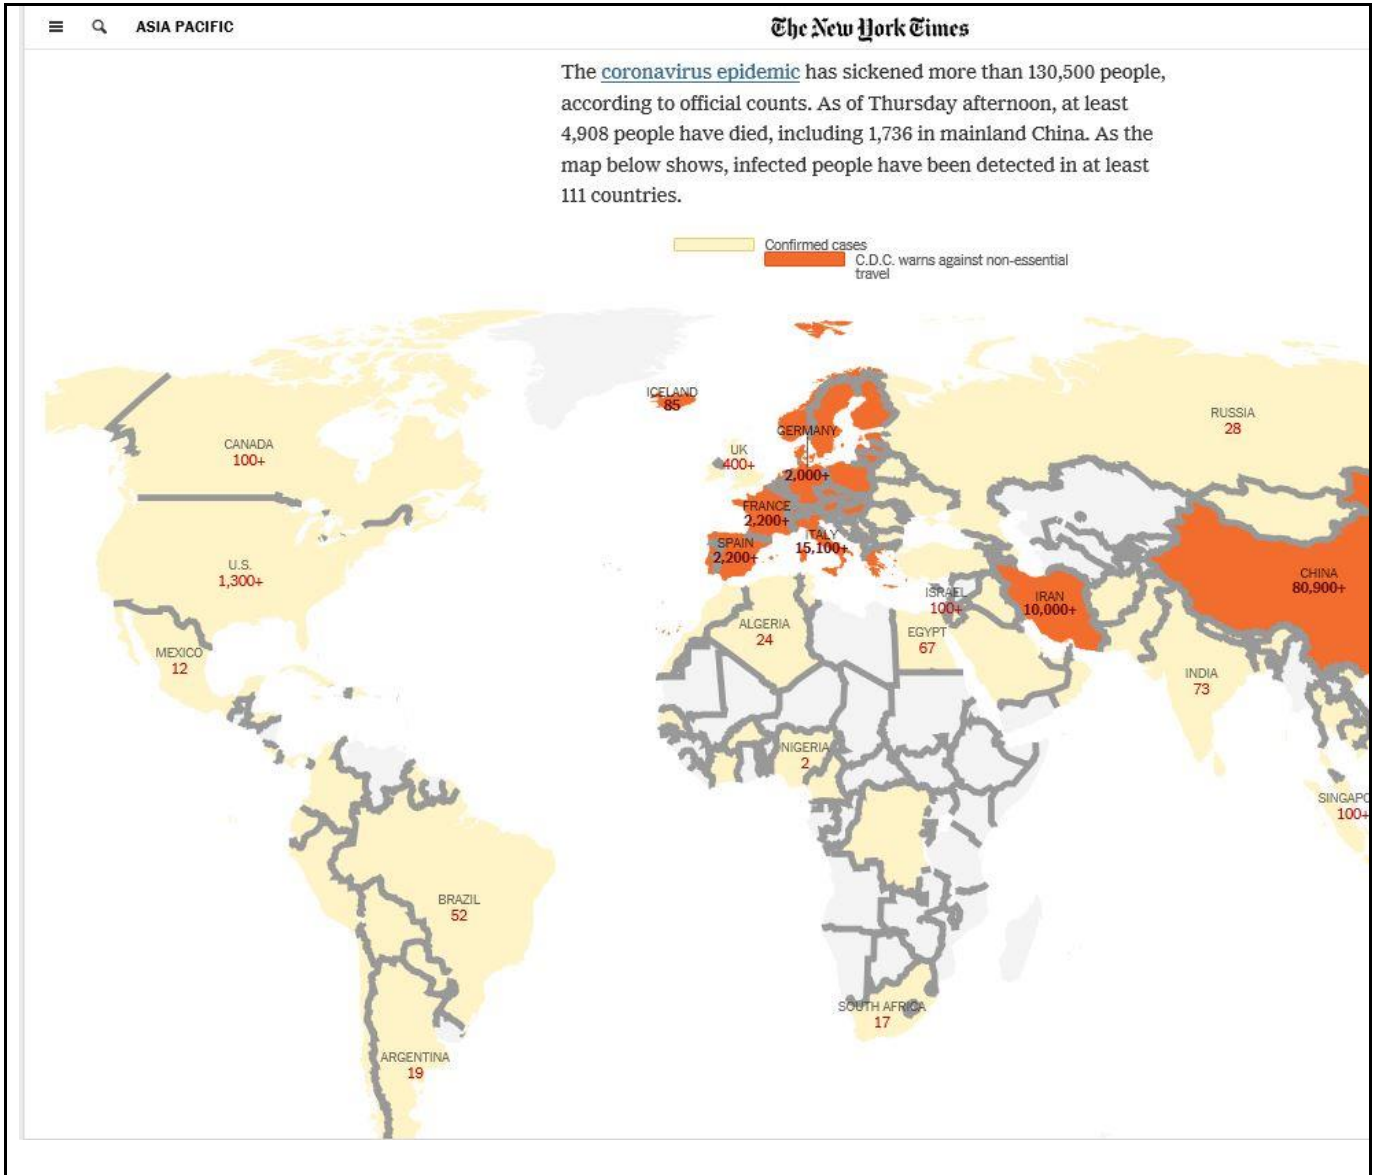 ASIA PACIFIC
The New York Times
The coronavirus epidemic has sickened more than 130,500 people,
according to official counts. As of Thursday afternoon, at least
4,908 people have died, including 1,736 in mainland China. As the
map below shows, infected people have been detected in at least
111 countries.
Confirmed cases
C.D.C. warns against non-essential
travel
ICELAND
85
RUSSIA
28
CANADA
100+
UK
400+
GERMANY
2,000+
FRANCE
2,200+
SPAIN
2,200+
ITALY
15,100+
U.S.
1,300+
CHINA
80,900+
ISRAEL
100+
IRAN
10,000+
ALGERIA
24
EGYPT
67
MEXICO
12
INDIA
73
NIGERIA
2
SINGAPO
100+
BRAZIL
52
SOUTH AFRICA
17
ARGENTINA
19